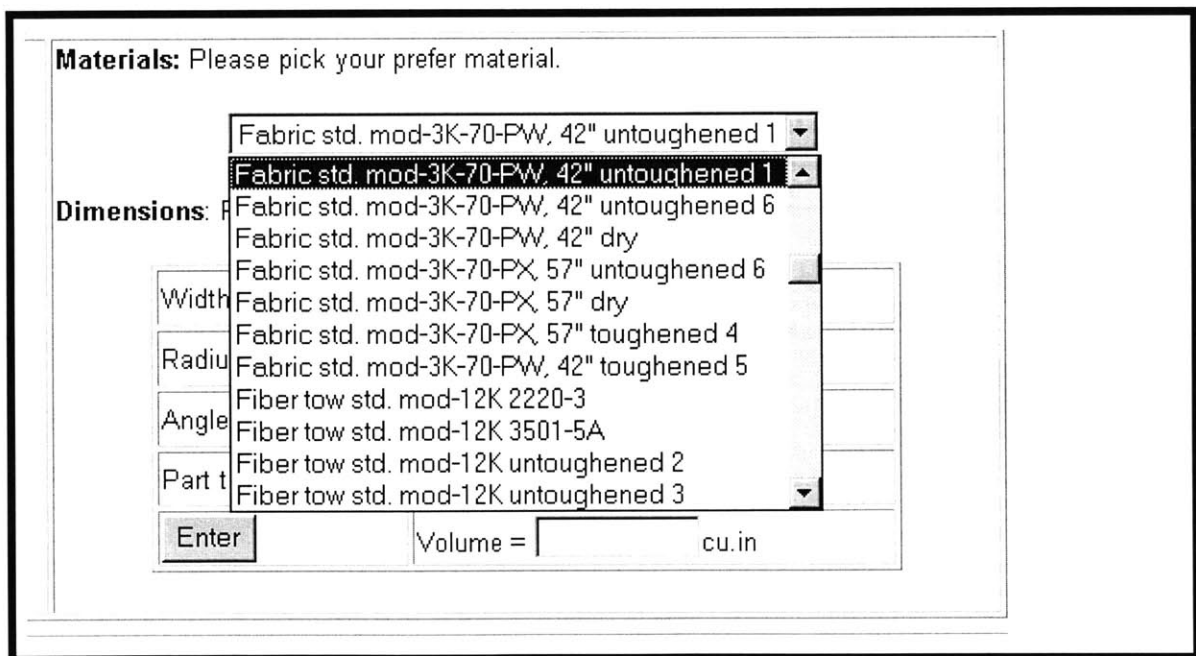 Materials: Please pick your prefer material.
Fabric std. mod-3K-70-PW, 42" untoughened 1
Fabric std. mod-3K-70-PW, 42" untoughened 1
Fabric std. mod-3K-70-PW, 42" untoughened 6
Dimensions:
Fabric std. mod-3K-70-PW, 42" dry
Fabric std. mod-3K-70-PX, 57" untoughened 6
Width
Fabric std. mod-3K-70-PX, 57" dry
Fabric std. mod-3K-70-PX, 57" toughened 4
Radiu
Fabric std. mod-3K-70-PW, 42" toughened 5
Fiber tow std. mod-12K 2220-3
Angle
Fiber tow std. mod-12K 3501-5A
Fiber tow std. mod-12K untoughened 2
Part t
Fiber tow std. mod-12K untoughened 3
Enter
Volume = cu.in